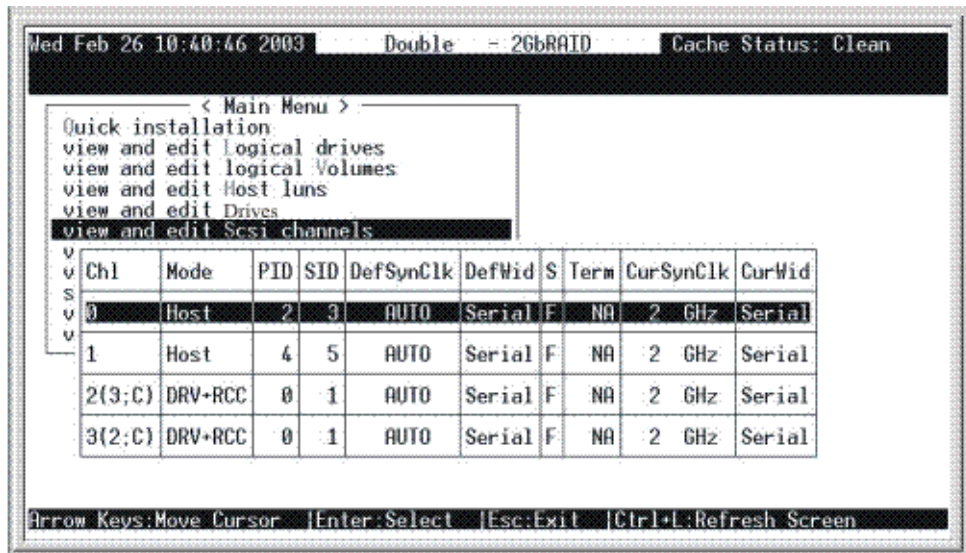 Wed Feb 26 10:40:46 2003 Double - 2GbRAID Cache Status: Clean
< Main Menu >
Quick installation
view and edit Logical drives
view and edit logical Volumes
view and edit Host luns
view and edit Drives
view and edit Scsi channels
v
v
s
v
v
Chl Mode PID SID DefSynClk DefWid S Term CurSynClk CurWid
0 Host 2 3 AUTO Serial F NA 2 GHz Serial
1 Host 4 5 AUTO Serial F NA 2 GHz Serial
2(3;C) DRV+RCC 0 1 AUTO Serial F NA 2 GHz Serial
3(2;C) DRV+RCC 0 1 AUTO Serial F NA 2 GHz Serial
Arrow Keys:Move Cursor |Enter:Select |Esc:Exit |Ctrl+L:Refresh Screen